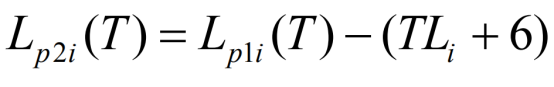 L_{p2i}(T) = L_{p1i}(T) − (TL_i + 6)